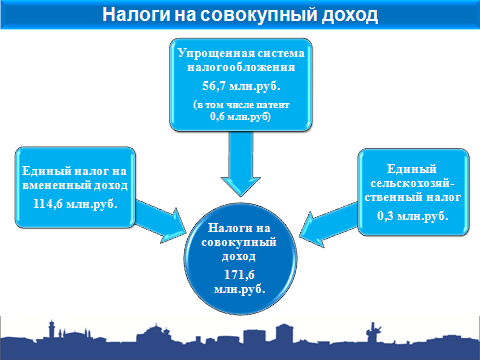 Налоги на совокупный доход
Упрощенная система
налогообложения
56,7 млн.руб.
(в том числе патент
0,6 млн.руб)
Единый налог на
вмененный доход
114,6 млн.руб.
Единый
сельскохозяй-
ственный налог
0,3 млн.руб.
Налоги на
совокупный
доход
171,6
млн.руб.